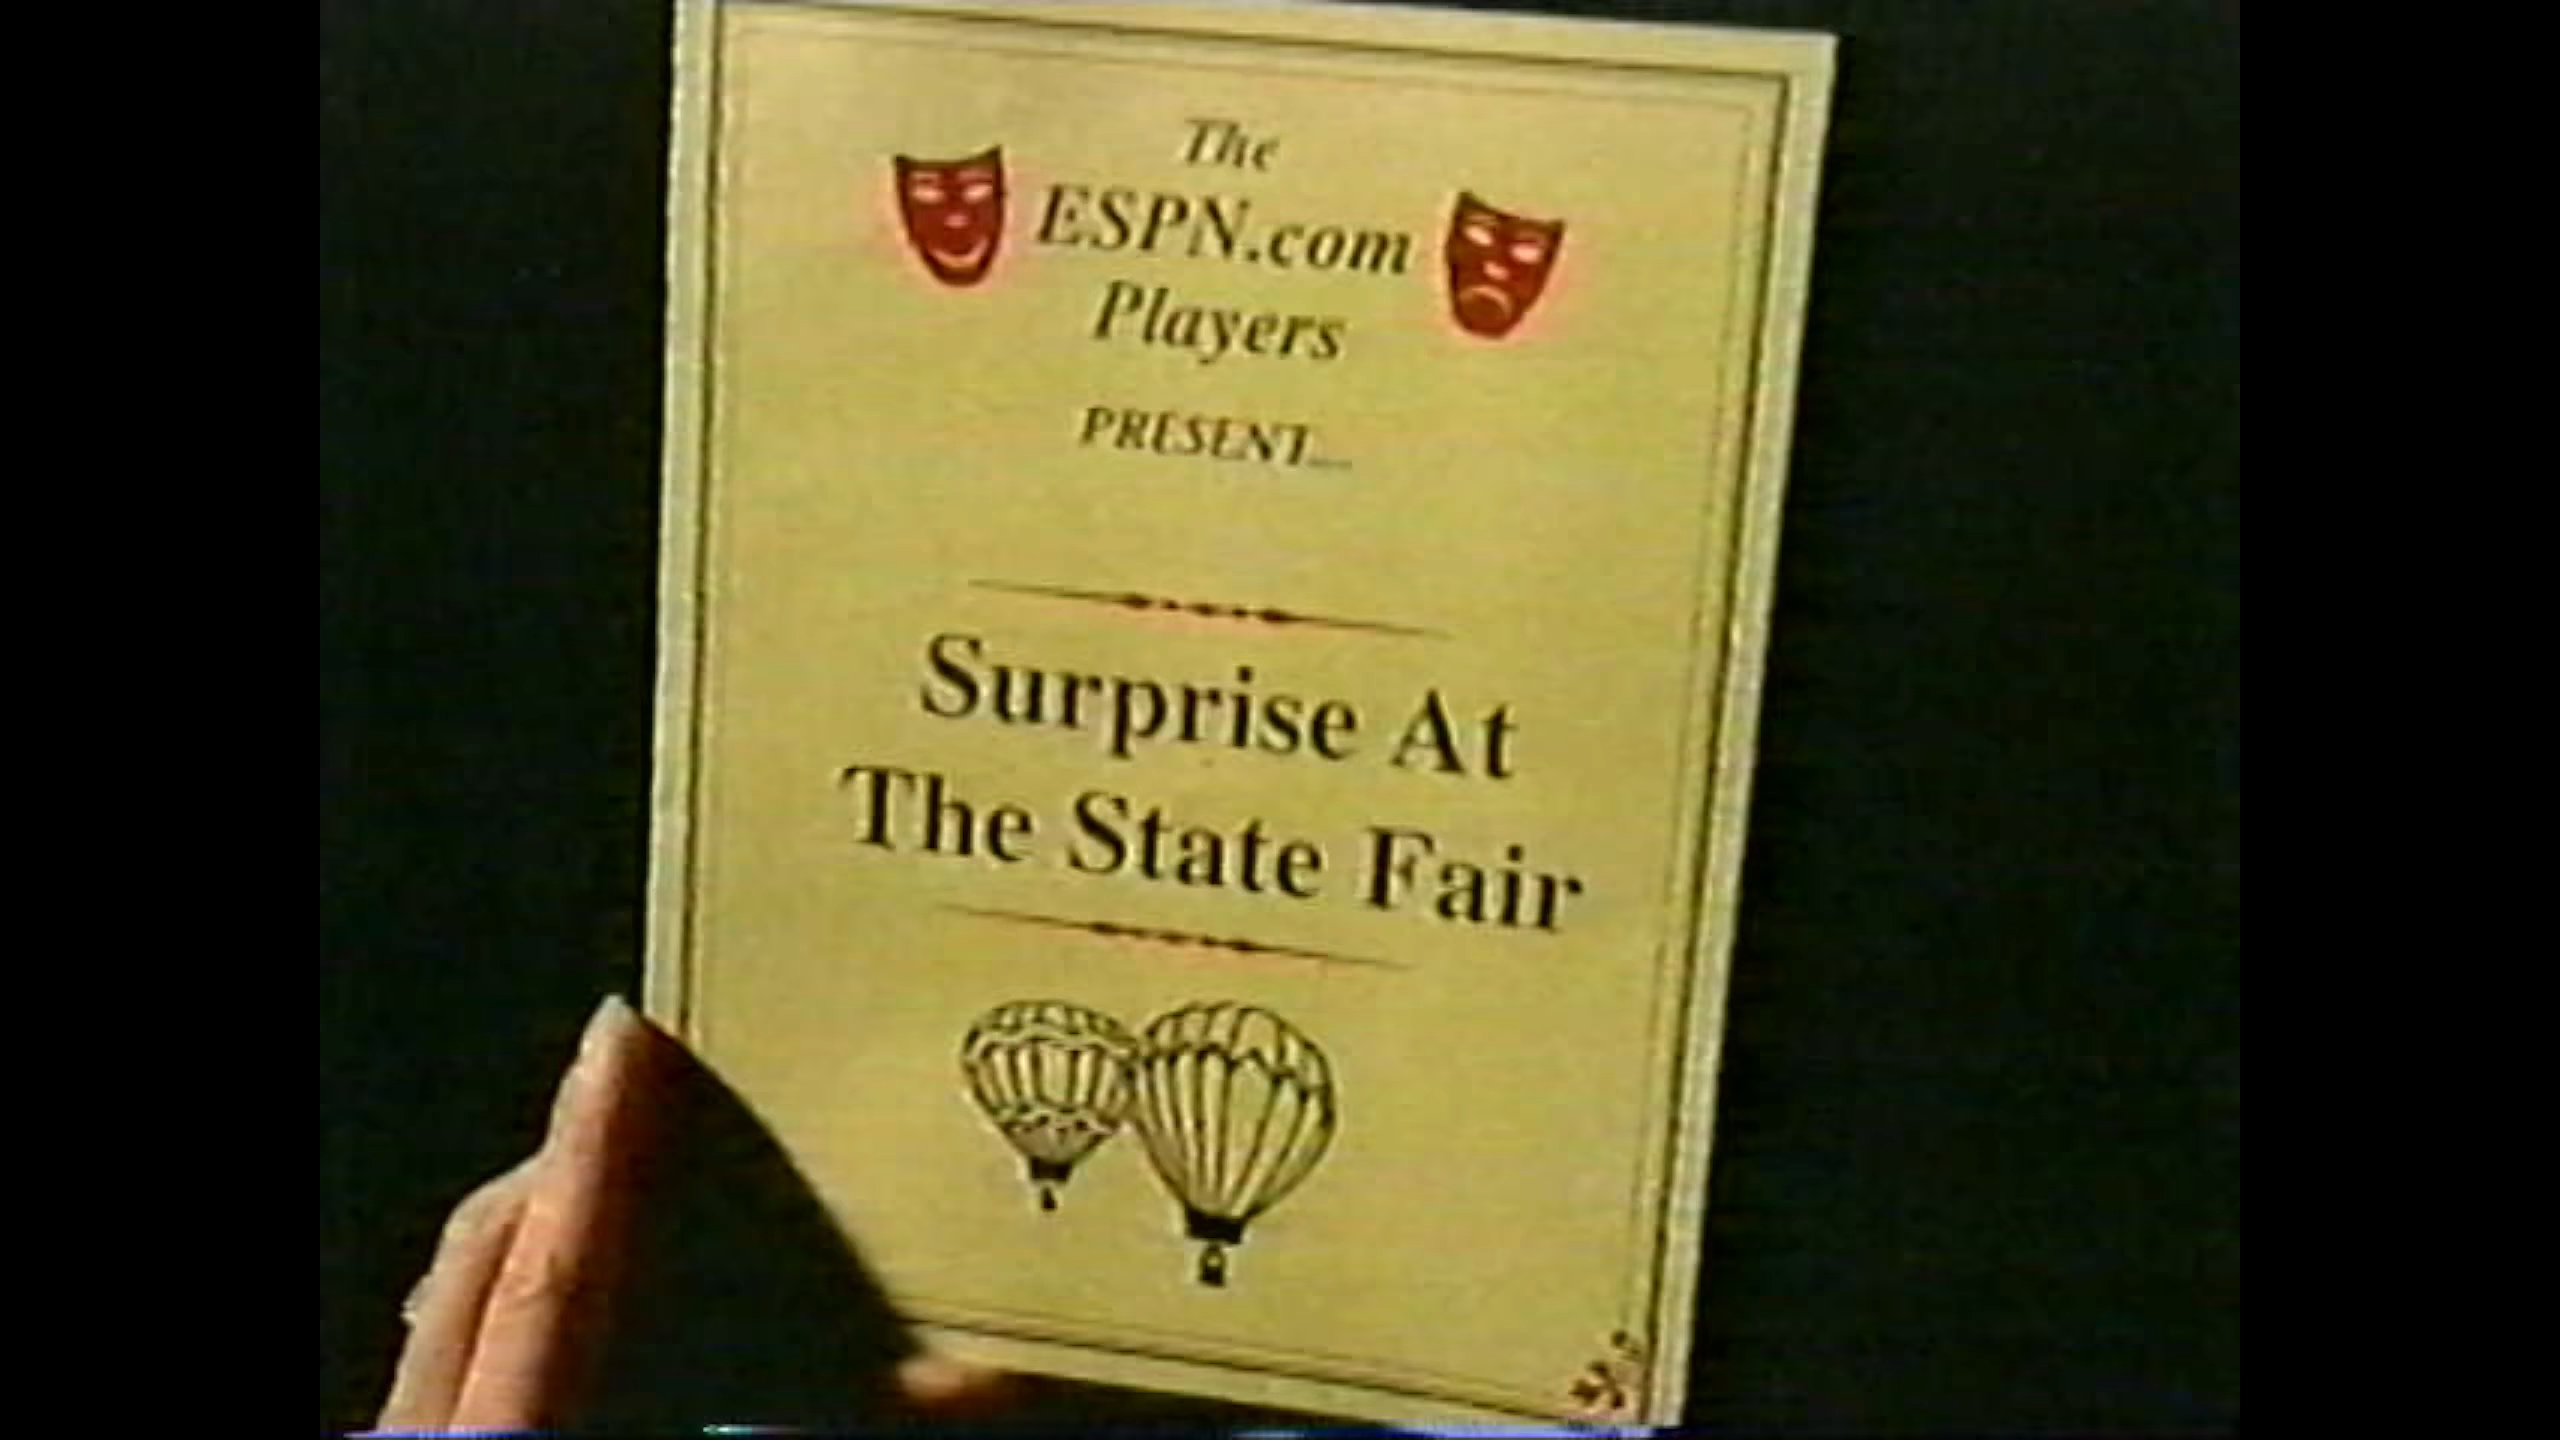 The
ESPN.com
Players
PRESENT....
Surprise At
The State Fair